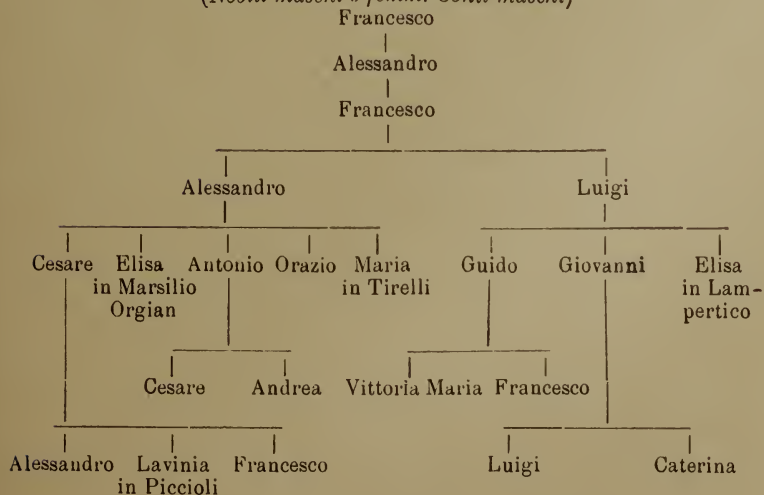 Francesco
Alessandro
Francesco
Alessandro Luigi
Cesare Elisa Antonio Orazio Maria Guido Giovanni Elisa
in Marsilio in Tirelli in Lam-
Orgian pertico
Cesare Andrea Vittoria Maria Francesco
Alessandro Lavinia Francesco Luigi Caterina
in Piccioli